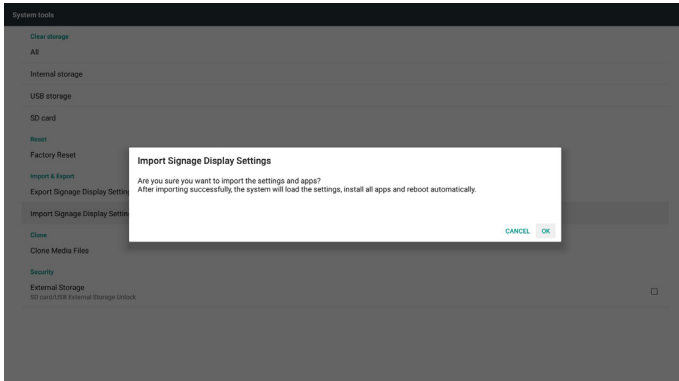 System tools
Clear storage
All
Internal storage
USB storage
SD card
Reset
Factory Reset
Import & Export
Export Signage Display Setting
Import Signage Display Settin
Clone
Clone Media Files
Security
External Storage
SD card/USB External Storage Unlock
Import Signage Display Settings
Are you sure you want to import the settings and apps?
After importing successfully, the system will load the settings, install all apps and reboot automatically.
CANCEL OK